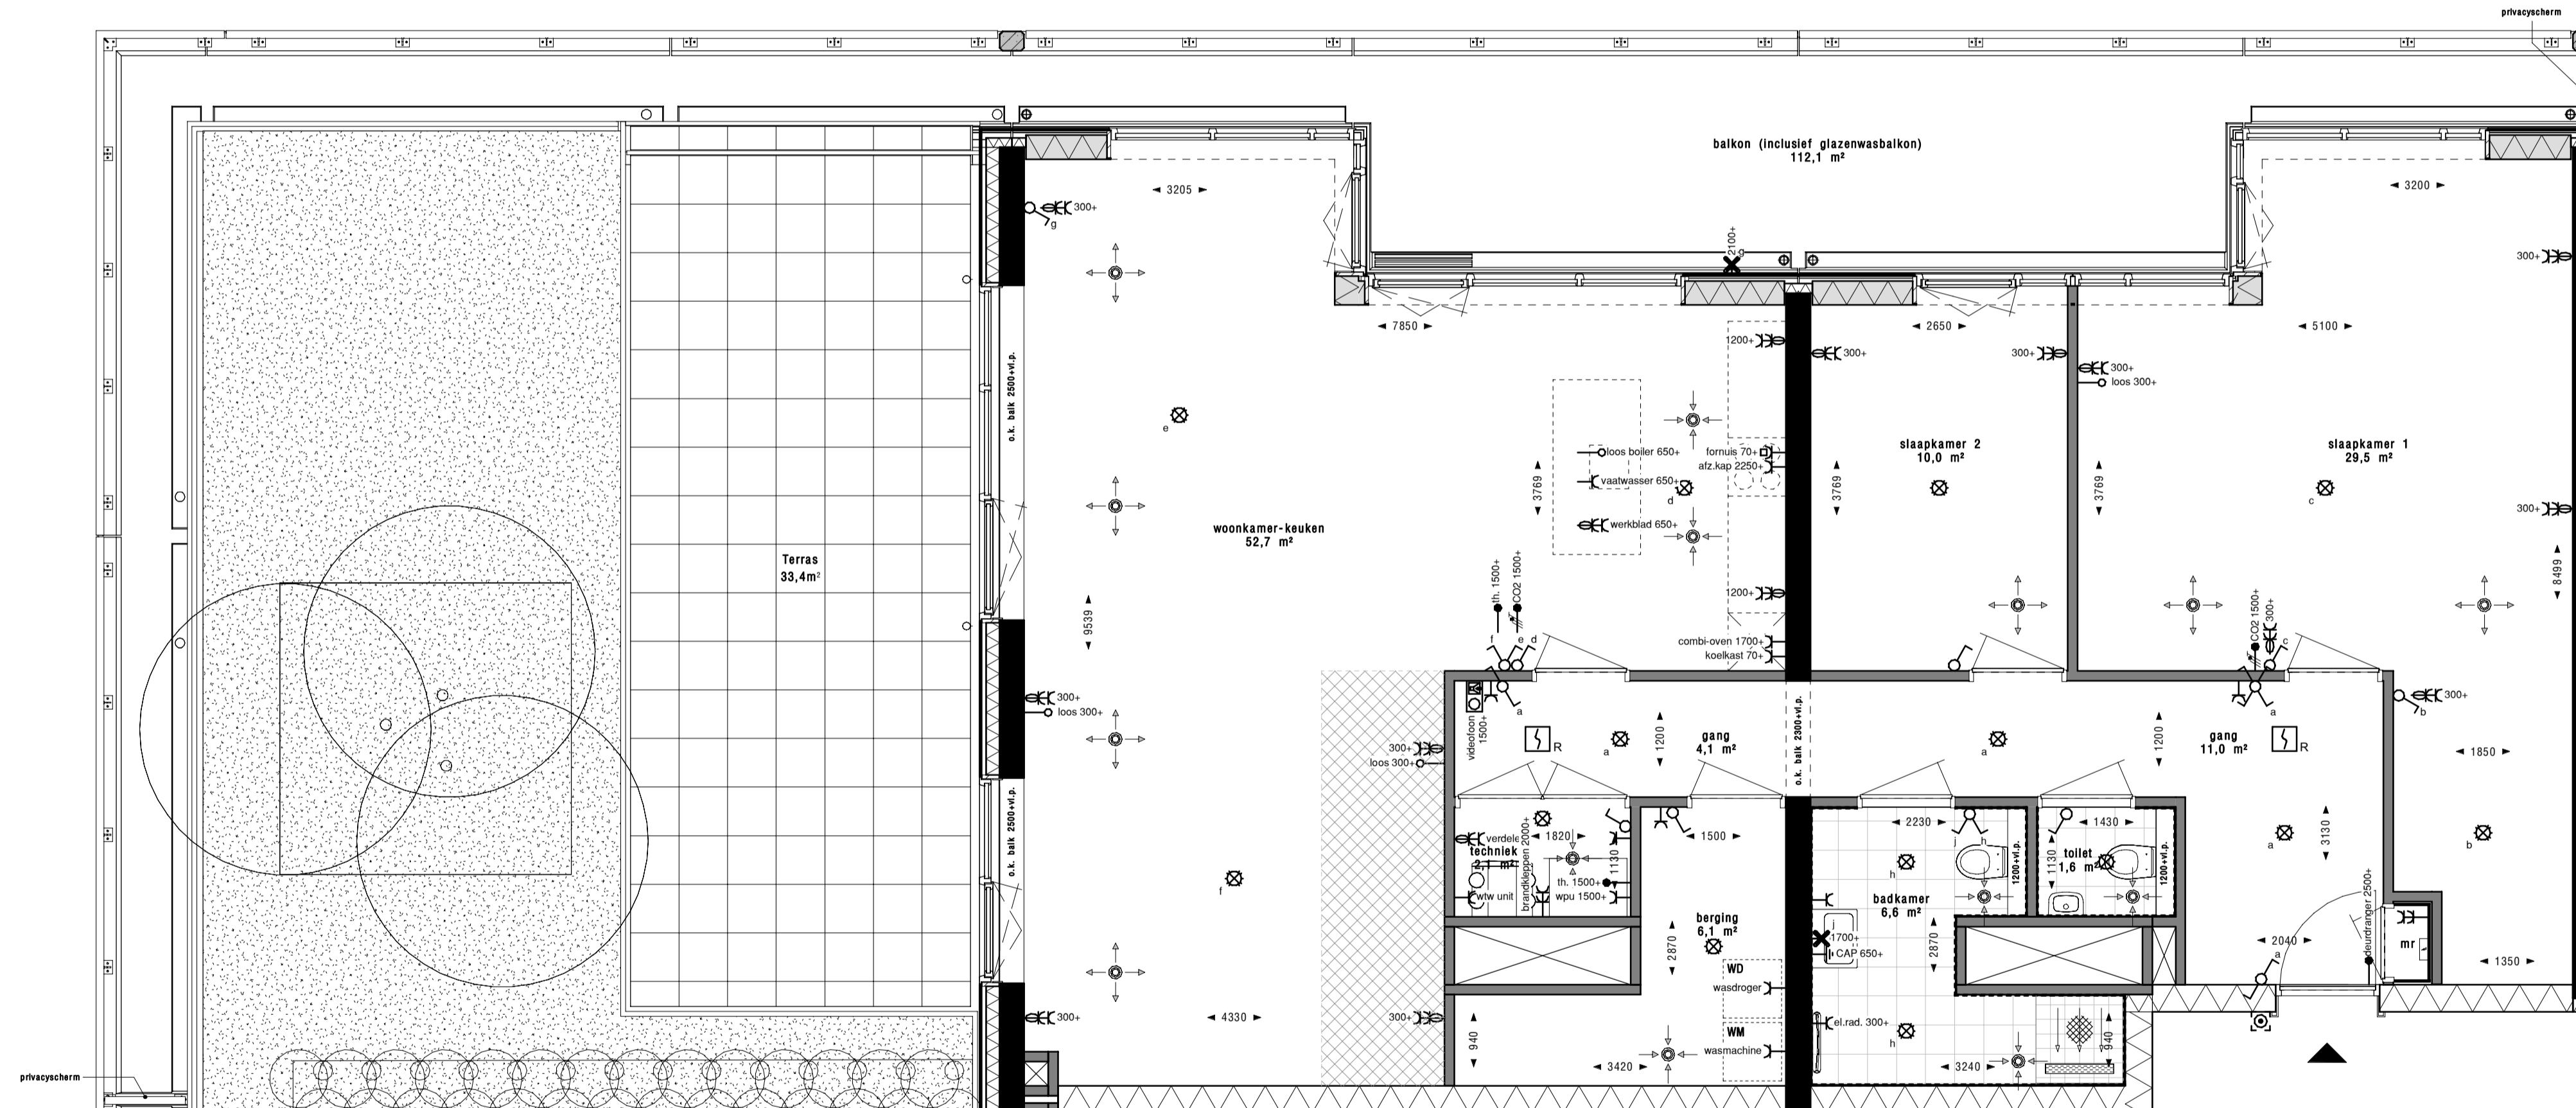 privacyscherm
balkon (inclusief glazenwasbalkon)
112,1 m²
3205
3200
300+
g
2100+
g
300+
7850
2650
5100
1200+
300+
300+
300+
loos 300+
o.k. balk 2500+vl.p.
e
loos boiler 650+
fornuis 70+
afz.kap 2250+
vaatwasser 650+
d
werkblad 650+
3769
3769
3769
slaapkamer 2
10,0 m²
slaapkamer 1
29,5 m²
c
300+
woonkamer-keuken
52,7 m²
Terras
33,4m²
9539
8499
th. 1500+
CO2 1500+
1200+
f
e
d
combi-oven 1700+
koelkast 70+
CO2 1500+
300+
c
300+
loos 300+
300+
loos 300+
videofoon
1500+
a
R
a
1200
gang
4,1 m²
o.k. balk 2300+vl.p.
a
1200
gang
11,0 m²
a
R
300+
b
1850
o.k. balk 2500+vl.p.
f
verdele
1820
techniek
2,1 m²
brandkleppen 2000+
1130
th. 1500+
wtw unit
wpu 1500+
1500
2230
h
h
1200+vl.p.
badkamer
6,6 m²
1430
1130
toilet
1,6 m²
1200+vl.p.
a
3130
b
berging
6,1 m²
2870
i
1700+
CAP 650+
2870
deurdranger 2500+
2040
a
mr
1350
WD
wasdroger
WM
wasmachine
4330
300+
300+
940
3420
el.rad. 300+
h
3240
940
privacyscherm